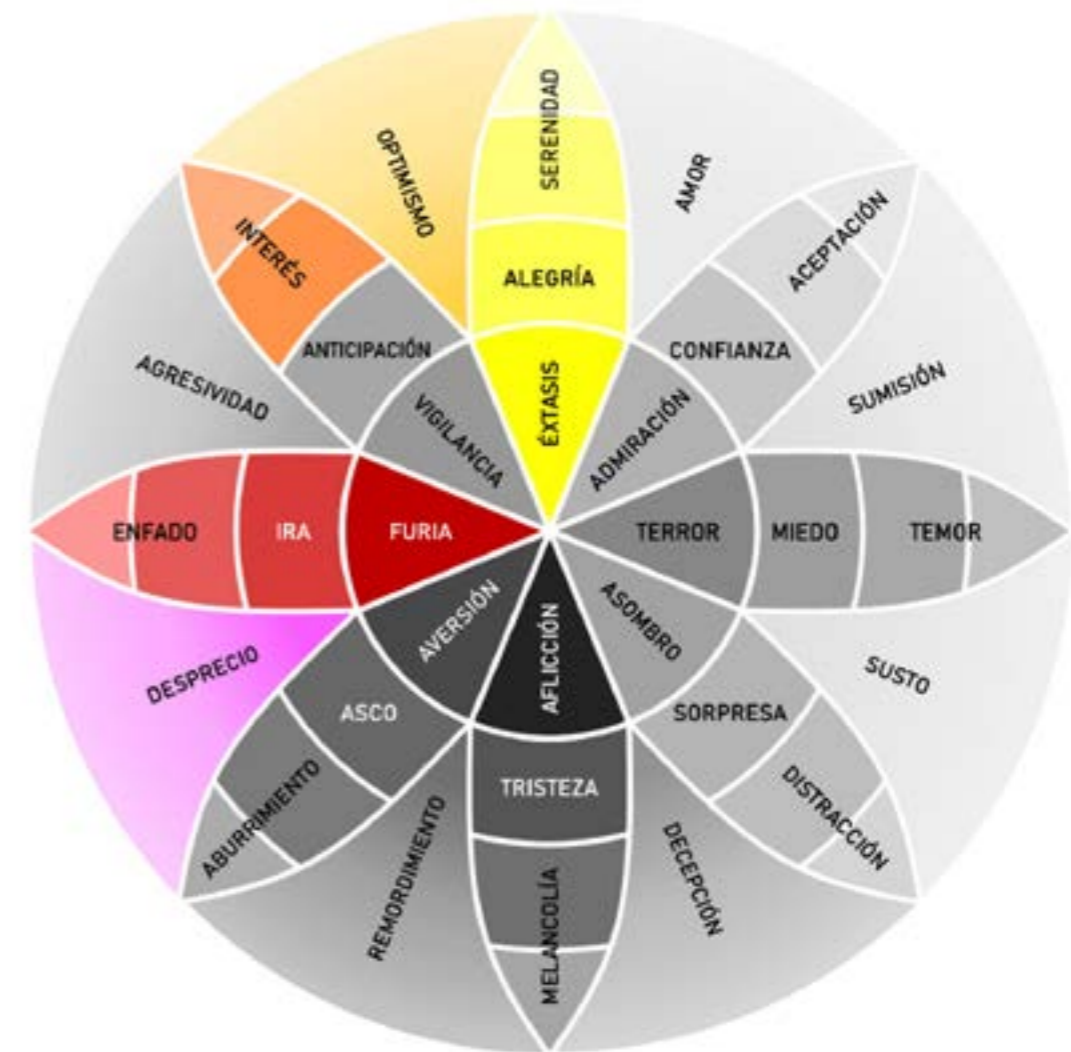 SERENIDAD
ALEGRÍA
ÉXTASIS
OPTIMISMO
AMOR
INTERÉS
ANTICIPACIÓN
VIGILANCIA
ACEPTACIÓN
CONFIANZA
ADMIRACIÓN
AGRESIVIDAD
SUMISIÓN
ENFADO
IRA
FURIA
TERROR
MIEDO
TEMOR
DESPRECIO
AVERSIÓN
ASCO
ABURRIMIENTO
AFLICCIÓN
TRISTEZA
MELANCOLÍA
ASOMBRO
SORPRESA
DISTRACCIÓN
SUSTO
REMORDIMIENTO
DECEPCIÓN